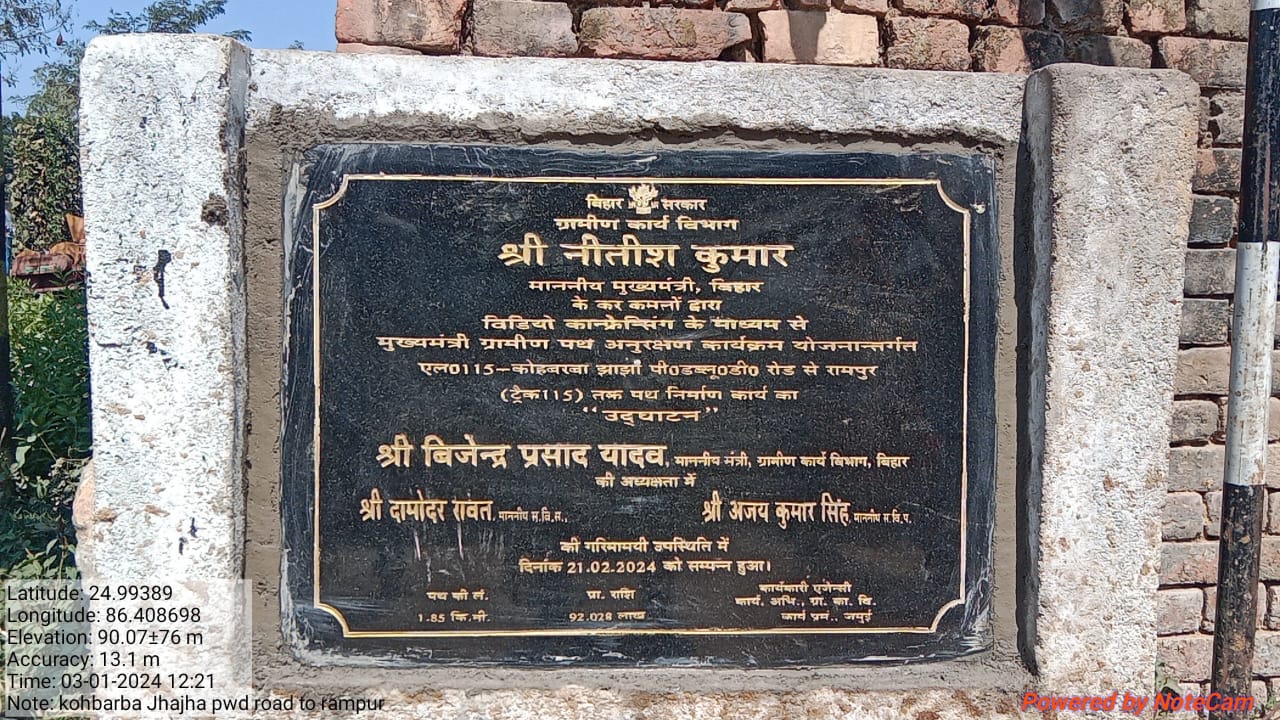 बिहार सरकार
ग्रामीण कार्य विभाग
श्री नीतीश कुमार
माननीय मुख्यमंत्री, बिहार
के कर कमलों द्वारा
विडियो कान्फ्रेन्सिंग के माध्यम से
मुख्यमंत्री ग्रामीण पथ अनुरक्षण कार्यक्रम योजनान्तर्गत
एल0115-कोहबरवा झाझा पी0डब्लू0डी0 रोड से रामपुर
(ट्रैक115) तक पथ निर्माण कार्य का
"उद्घाटन"
श्री बिजेन्द्र प्रसाद यादव, माननीय मंत्री, ग्रामीण कार्य विभाग, बिहार
की अध्यक्षता में
श्री दामोदर रावत, माननीय स.वि.स., श्री अजय कुमार सिंह, माननीय स.वि.प.
की गरिमामयी उपस्थिति में
दिनांक 21.02.2024 को सम्पन्न हुआ।
पथ की लं. प्रा. राशि कार्यकारी एजेन्सी
1.85 कि.मी. 92.028 लाख कार्य. अभि., ग्रा. का. वि.
कार्य प्रम., जमुई
Latitude: 24.99389
Longitude: 86.408698
Elevation: 90.07±76 m
Accuracy: 13.1 m
Time: 03-01-2024 12:21
Note: kohbarba Jhajha pwd road to rampur
Powered by NoteCam